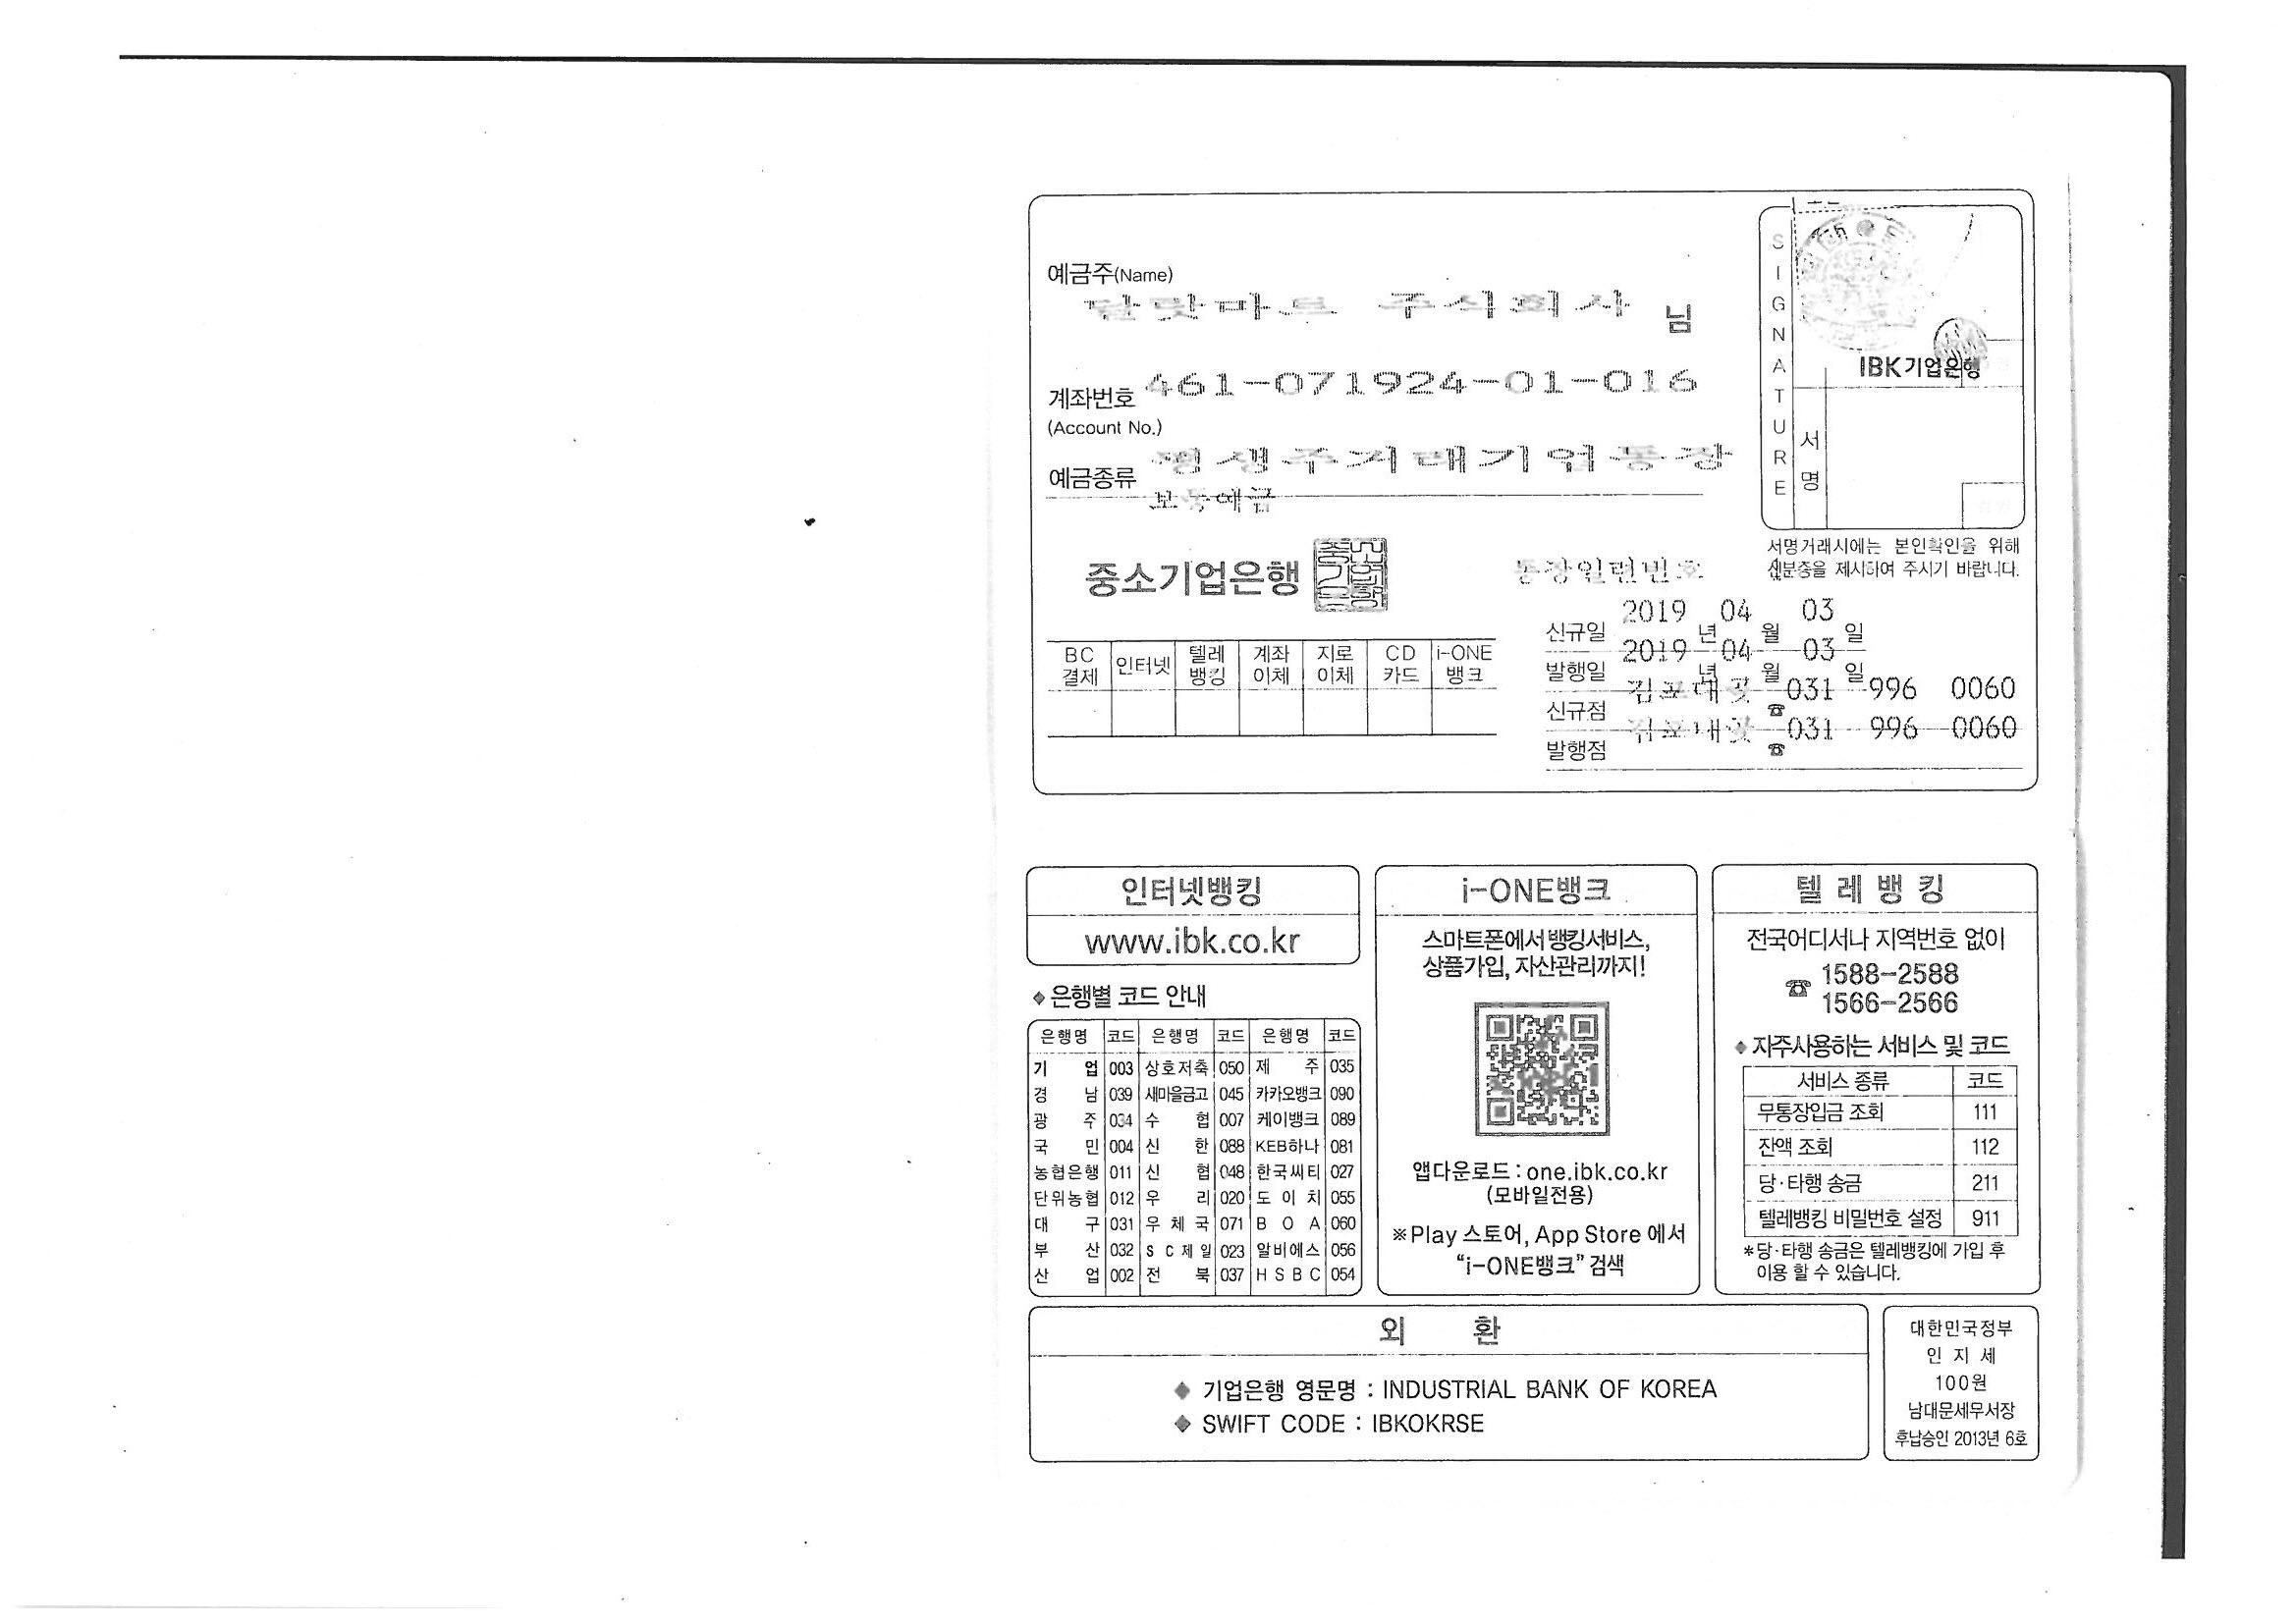 예금주(Name)
주식회사 님
계좌번호 461-071924-01-016
(Account No.)
예금종류 평생주거래기업통장
보통예금
SIGNATURE
IBK기업은행
서명
서명거래시에는 본인확인을 위해
신분증을 제시하여 주시기 바랍니다.
중소기업은행
통장일련번호
신규일 2019 년 04 월 03 일
발행일 2019 년 04 월 03 일
신규점 김포대곶 ☎ 031 996 0060
발행점 김포대곶 ☎ 031 996 0060
BC결제 인터넷 텔레뱅킹 계좌이체 지로이체 CD카드 i-ONE뱅크
인터넷뱅킹
www.ibk.co.kr
◆ 은행별 코드 안내
은행명 코드 은행명 코드 은행명 코드
기 업 003 상호저축 050 제 주 035
경 남 039 새마을금고 045 카카오뱅크 090
광 주 034 수 협 007 케이뱅크 089
국 민 004 신 한 088 KEB하나 081
농협은행 011 신 협 048 한국씨티 027
단위농협 012 우 리 020 도 이 치 055
대 구 031 우 체 국 071 B O A 060
부 산 032 S C 제 일 023 알비에스 056
산 업 002 전 북 037 H S B C 054
i-ONE뱅크
스마트폰에서 뱅킹서비스,
상품가입, 자산관리까지!
앱다운로드 : one.ibk.co.kr
(모바일전용)
※Play 스토어, App Store 에서
“i-ONE뱅크” 검색
텔 레 뱅 킹
전국어디서나 지역번호 없이
☎ 1588-2588
1566-2566
◆ 자주사용하는 서비스 및 코드
서비스 종류 코드
무통장입금 조회 111
잔액 조회 112
당·타행 송금 211
텔레뱅킹 비밀번호 설정 911
*당·타행 송금은 텔레뱅킹에 가입 후
이용 할 수 있습니다.
외 환
◆ 기업은행 영문명 : INDUSTRIAL BANK OF KOREA
◆ SWIFT CODE : IBKOKRSE
대한민국정부
인 지 세
100원
남대문세무서장
후납승인 2013년 6호